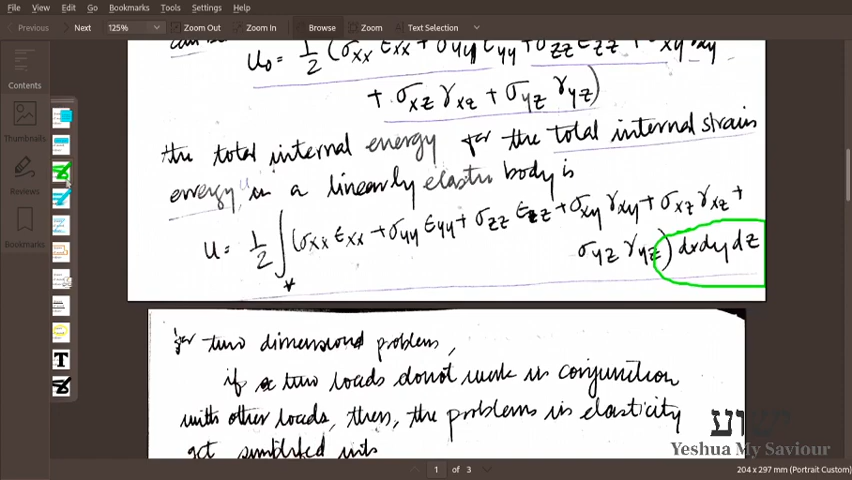 File Edit View Go Bookmarks Tools Settings Help
Previous Next 125% Zoom Out Zoom In Browse Zoom Text Selection
Contents
Thumbnails
Reviews
Bookmarks
T
U₀ = 1/2 (σxx εxx + σyy εyy + σzz εzz + σxy γxy
+ σxz γxz + σyz γyz)
the total internal energy for the total internal strain
energy, in a linearly elastic body is
U = 1/2 ∫v (σxx εxx + σyy εyy + σzz εzz + σxy γxy + σxz γxz +
σyz γyz) dxdydz
for two dimensional problem,
if two loads donot work in conjunction
with other loads, then, the problems in elasticity
get simplified into
שוע
Yeshua My Saviour
1 of 3
204 x 297 mm (Portrait Custom)